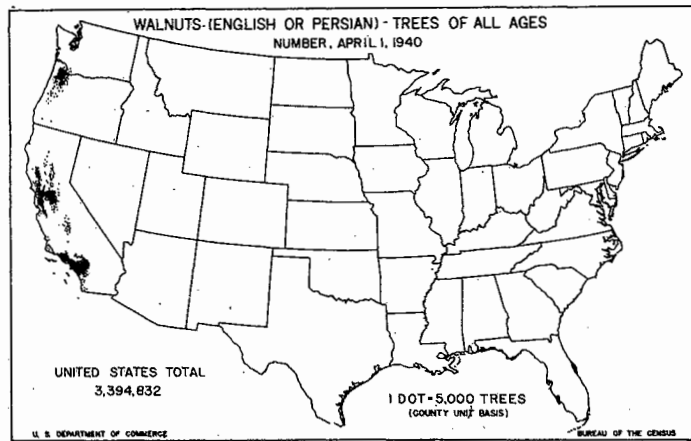 WALNUTS-(ENGLISH OR PERSIAN)-TREES OF ALL AGES
NUMBER, APRIL 1, 1940
UNITED STATES TOTAL
3,394,832
1 DOT=5,000 TREES
(COUNTY UNIT BASIS)
U. S. DEPARTMENT OF COMMERCE
BUREAU OF THE CENSUS